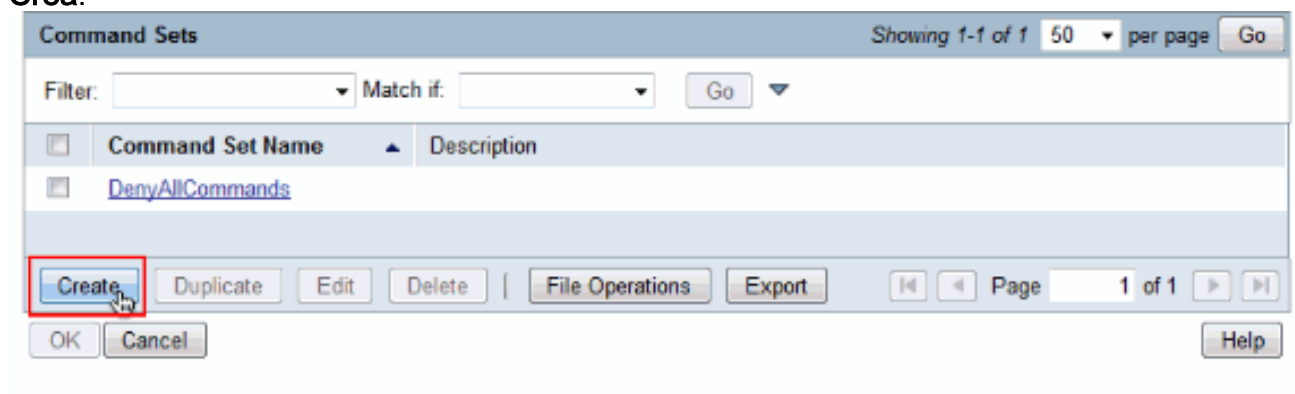 Crea.
Command Sets Showing 1-1 of 1 50 per page Go
Filter: Match if: Go
Command Set Name Description
DenyAllCommands
Create Duplicate Edit Delete | File Operations Export Page 1 of 1
OK Cancel Help